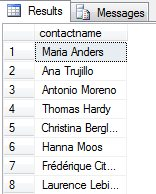 Results Messages
contactname
1 Maria Anders
2 Ana Trujillo
3 Antonio Moreno
4 Thomas Hardy
5 Christina Bergl...
6 Hanna Moos
7 Frédérique Cit...
8 Laurence Lebi...